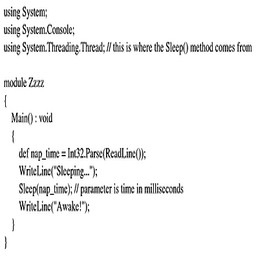 using System;
using System.Console;
using System.Threading.Thread; // this is where the Sleep() method comes from

module Zzzz
{
    Main() : void
    {
        def nap_time = Int32.Parse(ReadLine());
        WriteLine("Sleeping...");
        Sleep(nap_time); // parameter is time in milliseconds
        WriteLine("Awake!");
    }
}